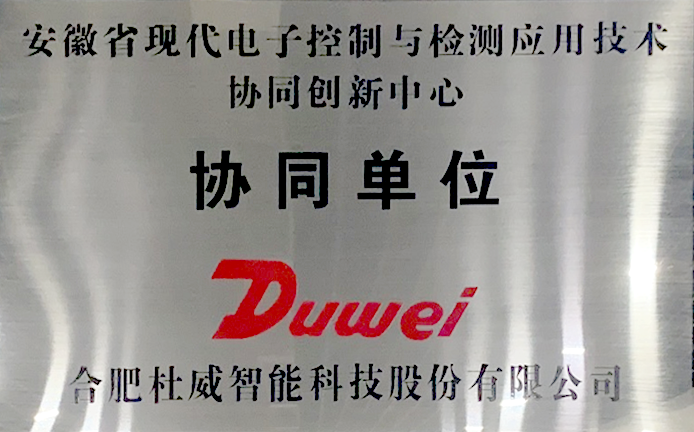 安徽省现代电子控制与检测应用技术
协同创新中心
协同单位
Duwei
合肥杜威智能科技股份有限公司